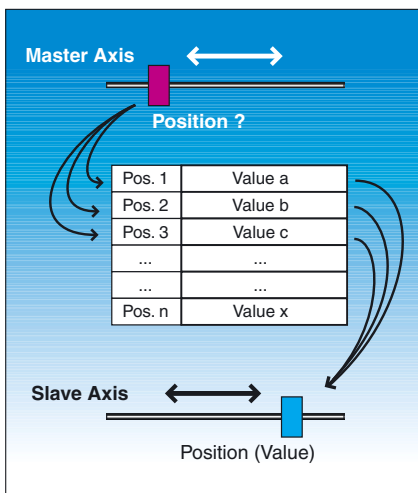 Master Axis
Position ?
Pos. 1 Value a
Pos. 2 Value b
Pos. 3 Value c
... ...
... ...
Pos. n Value x
Slave Axis
Position (Value)